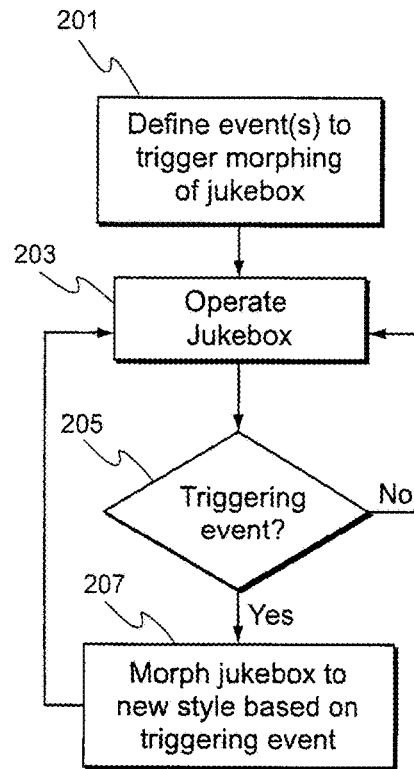 201
Define event(s) to
trigger morphing
of jukebox
203
Operate
Jukebox
205
Triggering
event?
No
Yes
207
Morph jukebox to
new style based on
triggering event